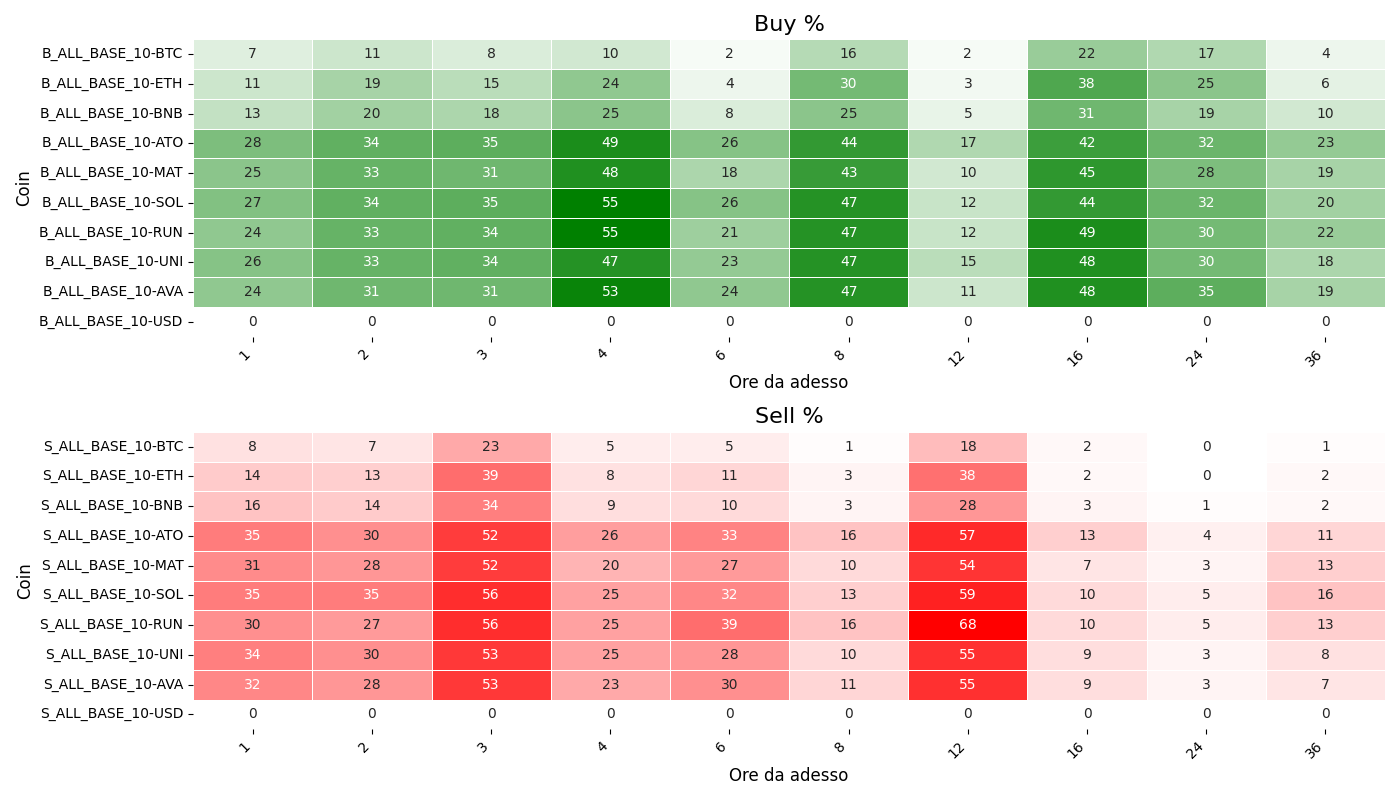 Buy %
Coin
B_ALL_BASE_10-BTC 7 11 8 10 2 16 2 22 17 4
B_ALL_BASE_10-ETH 11 19 15 24 4 30 3 38 25 6
B_ALL_BASE_10-BNB 13 20 18 25 8 25 5 31 19 10
B_ALL_BASE_10-ATO 28 34 35 49 26 44 17 42 32 23
B_ALL_BASE_10-MAT 25 33 31 48 18 43 10 45 28 19
B_ALL_BASE_10-SOL 27 34 35 55 26 47 12 44 32 20
B_ALL_BASE_10-RUN 24 33 34 55 21 47 12 49 30 22
B_ALL_BASE_10-UNI 26 33 34 47 23 47 15 48 30 18
B_ALL_BASE_10-AVA 24 31 31 53 24 47 11 48 35 19
B_ALL_BASE_10-USD 0 0 0 0 0 0 0 0 0 0
1 2 3 4 6 8 12 16 24 36
Ore da adesso
Sell %
Coin
S_ALL_BASE_10-BTC 8 7 23 5 5 1 18 2 0 1
S_ALL_BASE_10-ETH 14 13 39 8 11 3 38 2 0 2
S_ALL_BASE_10-BNB 16 14 34 9 10 3 28 3 1 2
S_ALL_BASE_10-ATO 35 30 52 26 33 16 57 13 4 11
S_ALL_BASE_10-MAT 31 28 52 20 27 10 54 7 3 13
S_ALL_BASE_10-SOL 35 35 56 25 32 13 59 10 5 16
S_ALL_BASE_10-RUN 30 27 56 25 39 16 68 10 5 13
S_ALL_BASE_10-UNI 34 30 53 25 28 10 55 9 3 8
S_ALL_BASE_10-AVA 32 28 53 23 30 11 55 9 3 7
S_ALL_BASE_10-USD 0 0 0 0 0 0 0 0 0 0
1 2 3 4 6 8 12 16 24 36
Ore da adesso